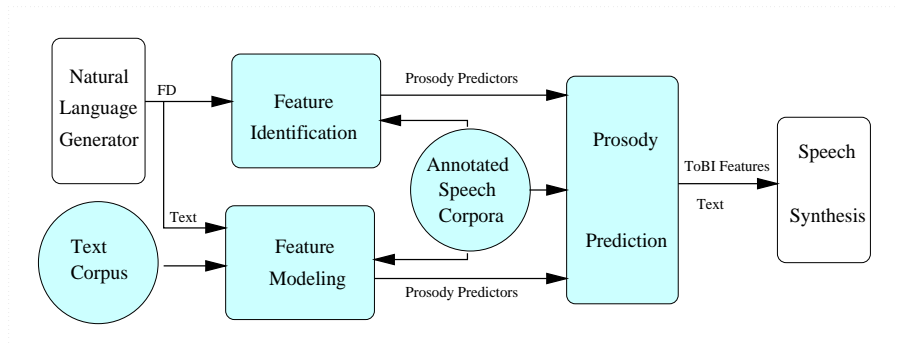 Natural
Language
Generator
FD
Feature
Identification
Prosody Predictors
Annotated
Speech
Corpora
Text
Corpus
Text
Feature
Modeling
Prosody Predictors
Prosody
Prediction
ToBI Features
Text
Speech
Synthesis